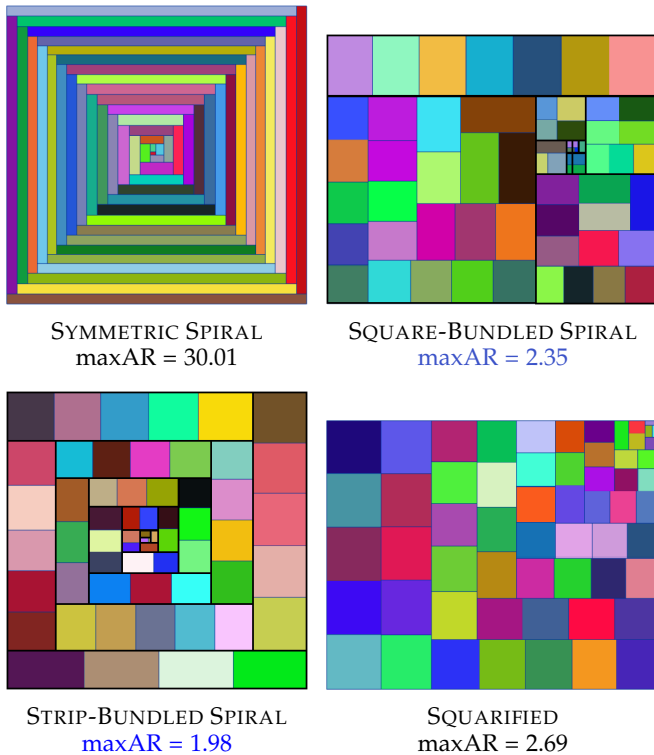 SYMMETRIC SPIRAL
maxAR = 30.01
SQUARE-BUNDLED SPIRAL
maxAR = 2.35
STRIP-BUNDLED SPIRAL
maxAR = 1.98
SQUARIFIED
maxAR = 2.69